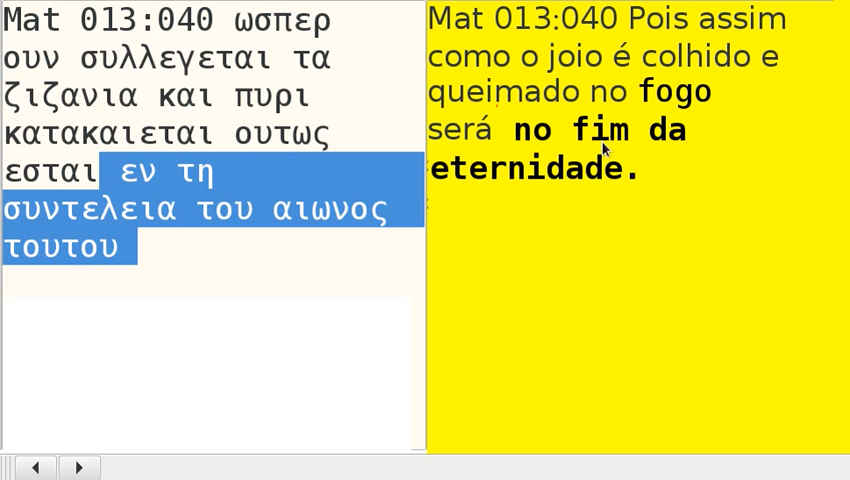 Mat 013:040 ωσπερ
ουν συλλεγεται τα
ζιζανια και πυρι
κατακαιεται ουτως
εσται εν τη
συντελεια του αιωνος
τουτου
Mat 013:040 Pois assim
como o joio é colhido e
queimado no fogo
será no fim da
eternidade.